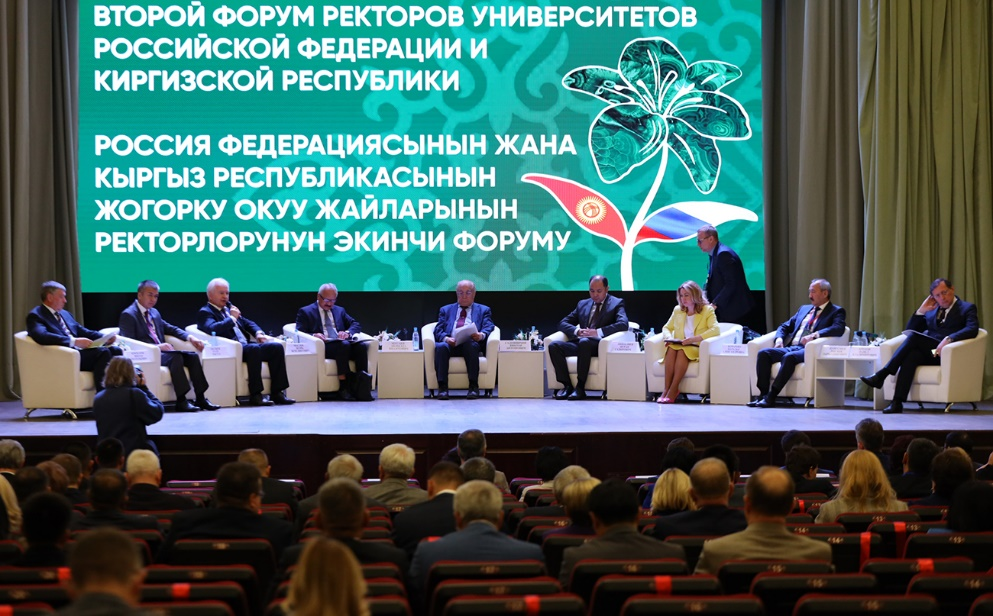 ВТОРОЙ ФОРУМ РЕКТОРОВ УНИВЕРСИТЕТОВ
РОССИЙСКОЙ ФЕДЕРАЦИИ И
КИРГИЗСКОЙ РЕСПУБЛИКИ
РОССИЯ ФЕДЕРАЦИЯСЫНЫН ЖАНА
КЫРГЫЗ РЕСПУБЛИКАСЫНЫН
ЖОГОРКУ ОКУУ ЖАЙЛАРЫНЫН
РЕКТОРЛОРУНУН ЭКИНЧИ ФОРУМУ